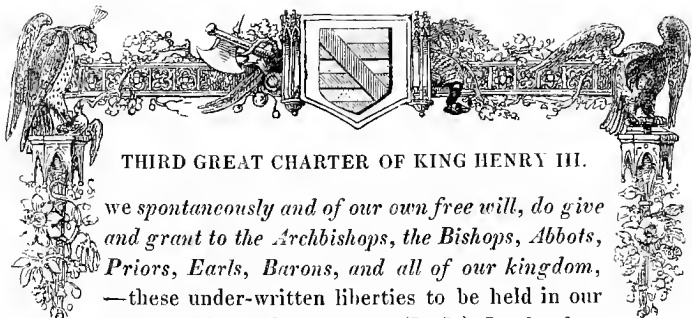 THIRD GREAT CHARTER OF KING HENRY III.
we spontaneously and of our own free will, do give
and grant to the Archbishops, the Bishops, Abbots,
Priors, Earls, Barons, and all of our kingdom,
—these under-written liberties to be held in our